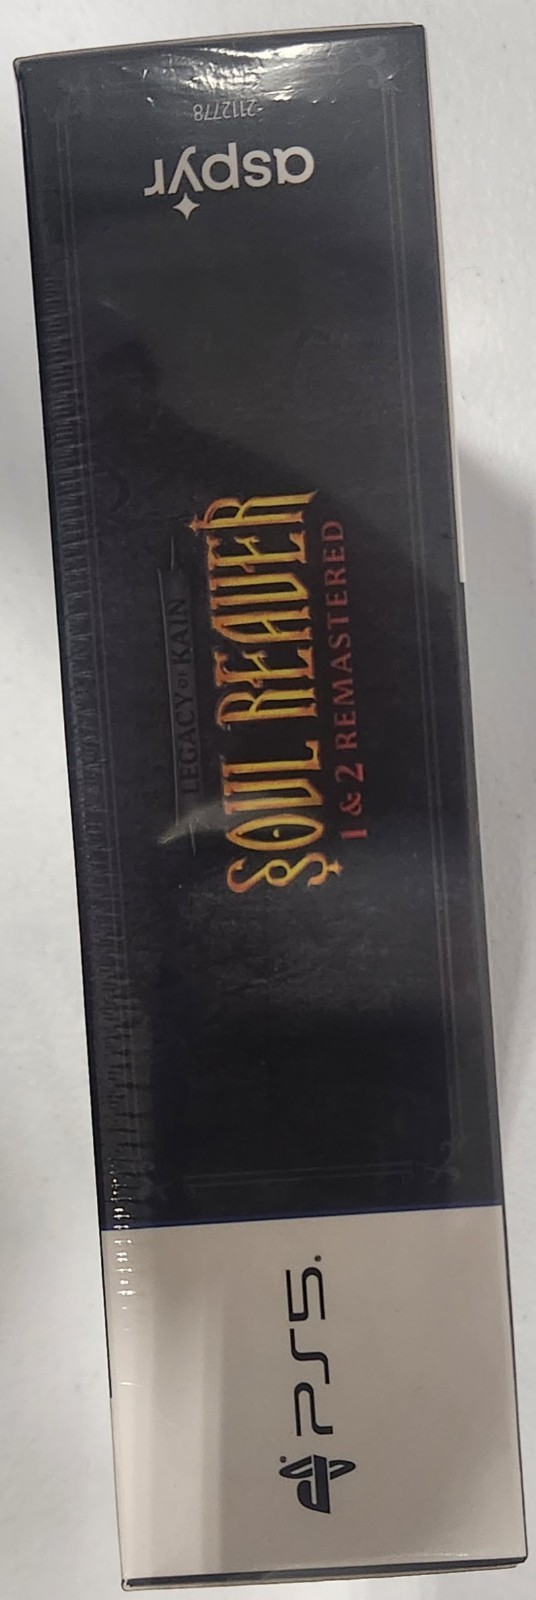 -2112778
aspyr
LEGACY OF KAIN
SOUL REAVER
1 & 2 REMASTERED
PS5